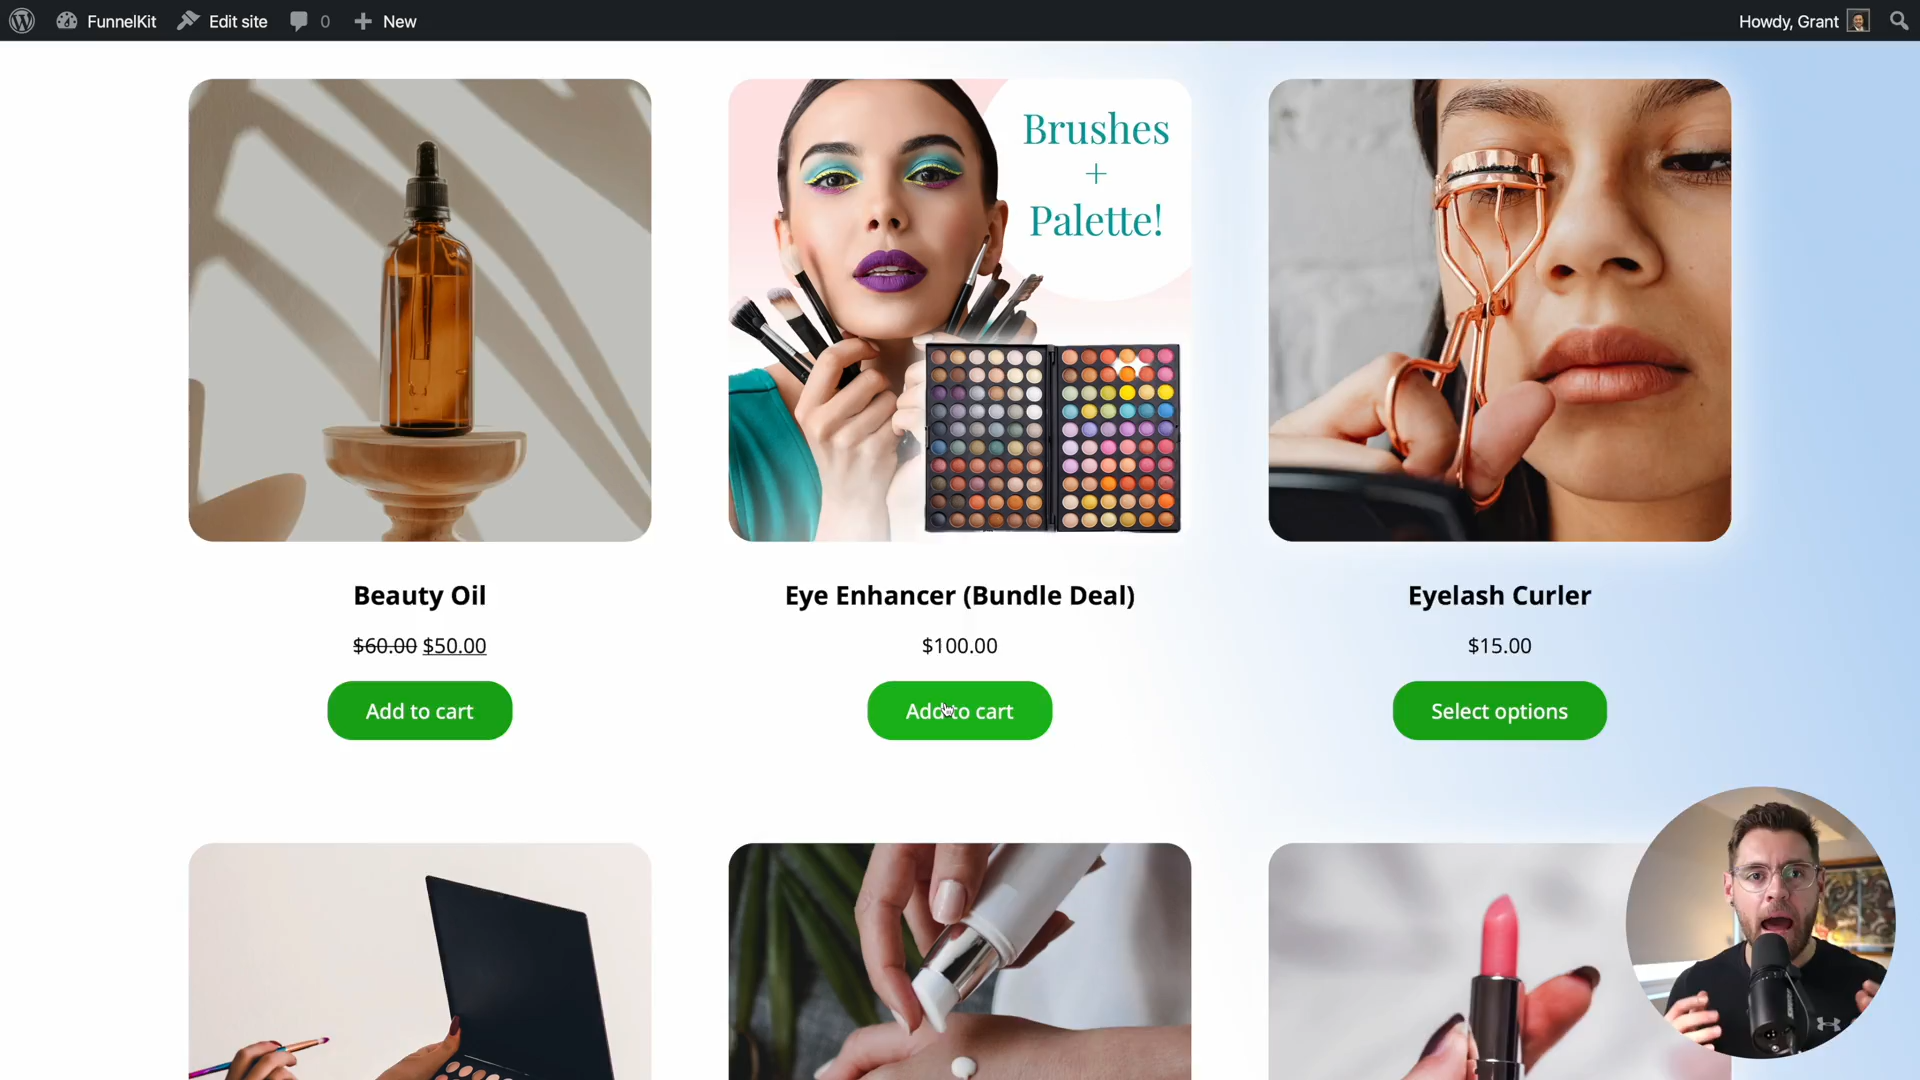 FunnelKit Edit site 0 New Howdy, Grant
Brushes
+
Palette!
Beauty Oil
$60.00 $50.00
Add to cart
Eye Enhancer (Bundle Deal)
$100.00
Add to cart
Eyelash Curler
$15.00
Select options